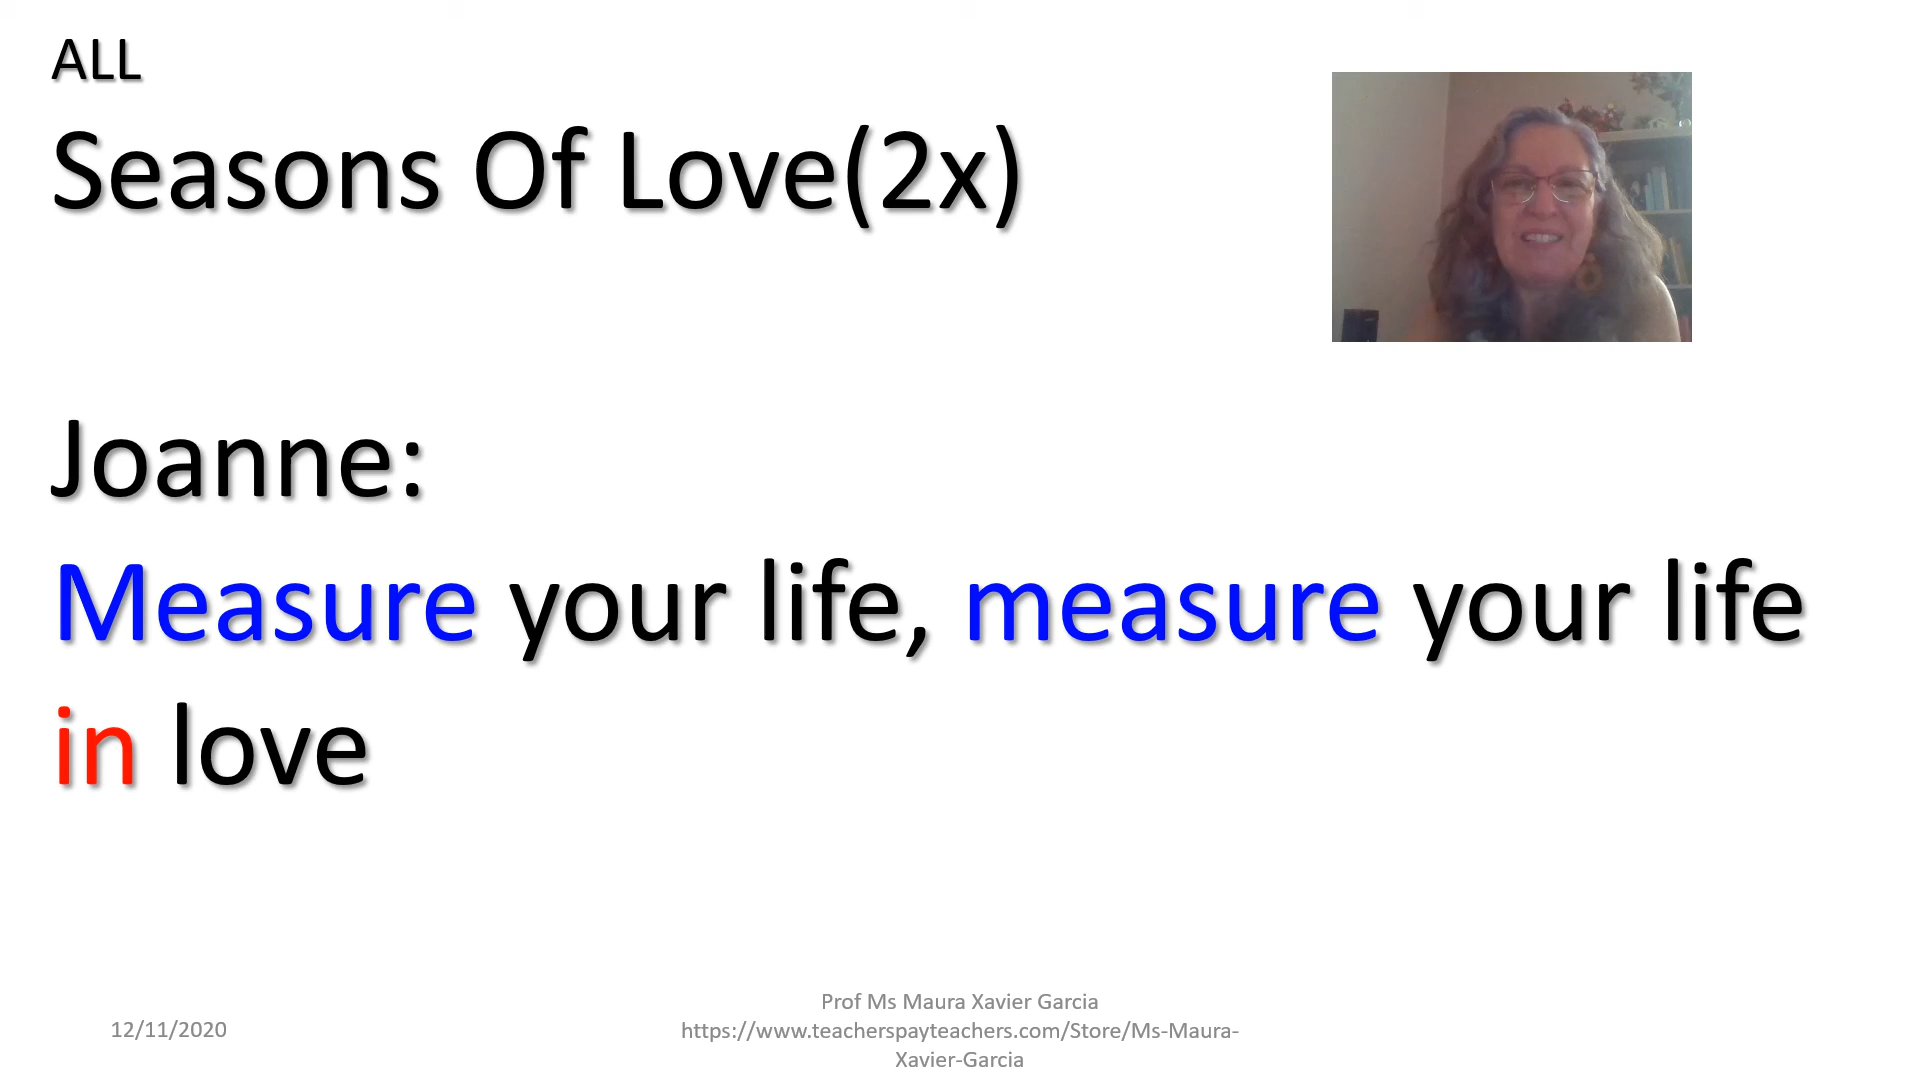 ALL
Seasons Of Love(2x)
Joanne:
Measure your life, measure your life
in love
12/11/2020
Prof Ms Maura Xavier Garcia
https://www.teacherspayteachers.com/Store/Ms-Maura-
Xavier-Garcia